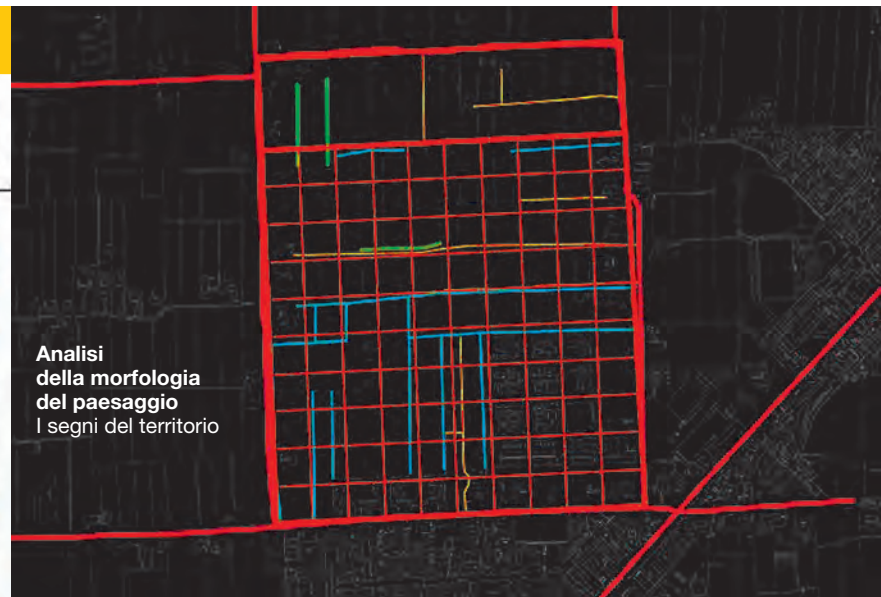 Analisi
della morfologia
del paesaggio
I segni del territorio